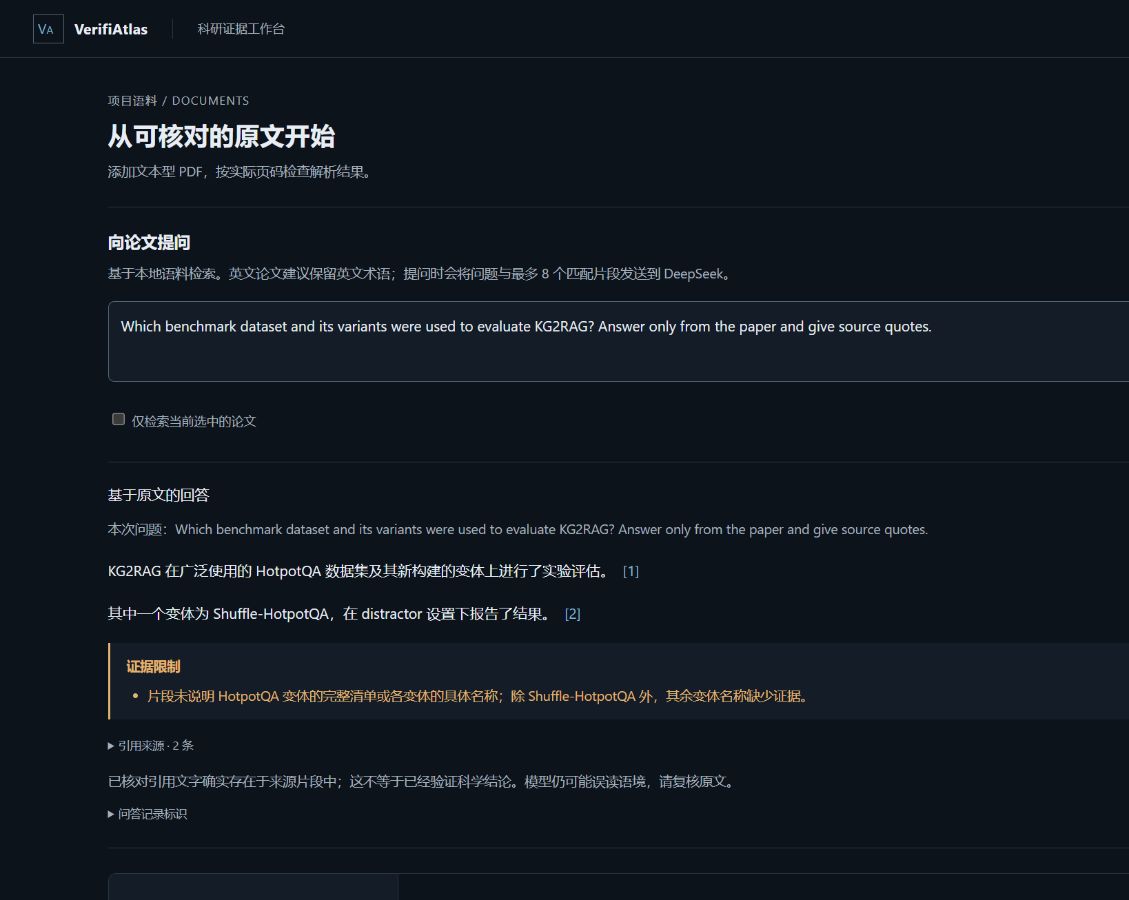 VA VerifiAtlas 科研证据工作台
项目语料 / DOCUMENTS
从可核对的原文开始
添加文本型 PDF，按实际页码检查解析结果。
向论文提问
基于本地语料检索。英文论文建议保留英文术语；提问时会将问题与最多 8 个匹配片段发送到 DeepSeek。
Which benchmark dataset and its variants were used to evaluate KG2RAG? Answer only from the paper and give source quotes.
仅检索当前选中的论文
基于原文的回答
本次问题：Which benchmark dataset and its variants were used to evaluate KG2RAG? Answer only from the paper and give source quotes.
KG2RAG 在广泛使用的 HotpotQA 数据集及其新构建的变体上进行了实验评估。 [1]
其中一个变体为 Shuffle-HotpotQA，在 distractor 设置下报告了结果。 [2]
证据限制
• 片段未说明 HotpotQA 变体的完整清单或各变体的具体名称；除 Shuffle-HotpotQA 外，其余变体名称缺少证据。
▶ 引用来源 · 2 条
已核对引用文字确实存在于来源片段中；这不等于已经验证科学结论。模型仍可能误读语境，请复核原文。
▶ 问答记录标识